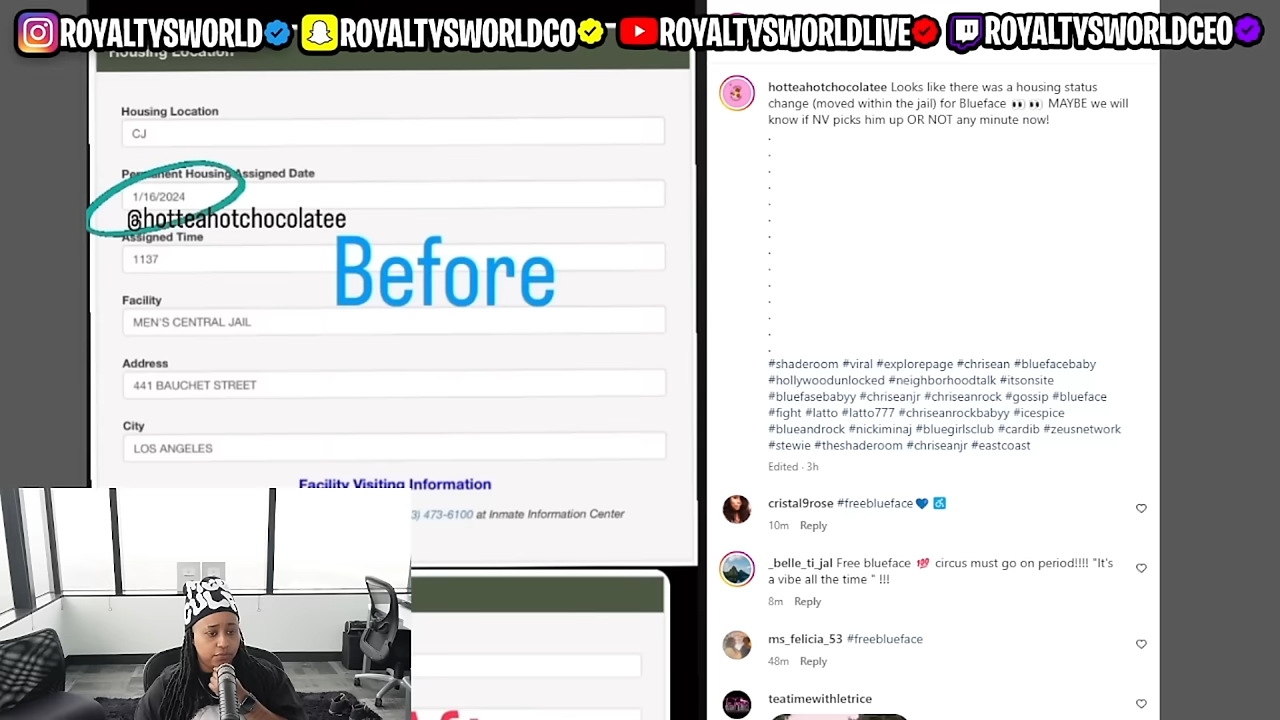 ROYALTYSWORLD ROYALTYSWORLDCO ROYALTYSWORLDLIVE ROYALTYSWORLDCEO
Housing Location
Housing Location
CJ
Permanent Housing Assigned Date
1/16/2024
@hotteahotchocolatee
Assigned Time
1137
Before
Facility
MEN'S CENTRAL JAIL
Address
441 BAUCHET STREET
City
LOS ANGELES
Facility Visiting Information
3) 473-6100 at Inmate Information Center
hotteahotchocolatee Looks like there was a housing status
change (moved within the jail) for Blueface 👀 👀 MAYBE we will
know if NV picks him up OR NOT any minute now!
.
.
.
.
.
.
.
.
.
.
.
.
.
.
#shaderoom #viral #explorepage #chrisean #bluefacebaby
#hollywoodunlocked #neighborhoodtalk #itsonsite
#bluefasebabyy #chriseanjr #chriseanrock #gossip #blueface
#fight #latto #latto777 #chriseanrockbabyy #icespice
#blueandrock #nickiminaj #bluegirlsclub #cardib #zeusnetwork
#stewie #theshaderoom #chriseanjr #eastcoast
Edited · 3h
cristal9rose #freeblueface 💙 ♿
10m Reply
_belle_ti_jal Free blueface 💯 circus must go on period!!!! "It's
a vibe all the time " !!!
8m Reply
ms_felicia_53 #freeblueface
48m Reply
teatimewithletrice